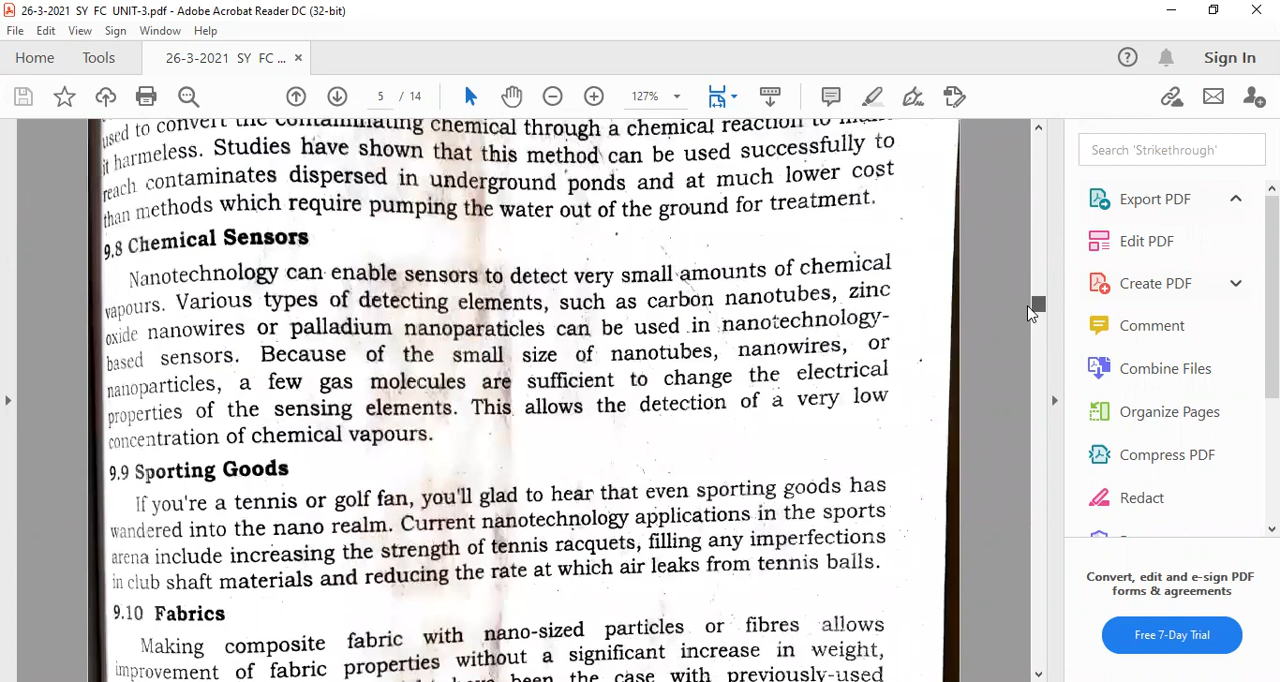 26-3-2021 SY FC UNIT-3.pdf - Adobe Acrobat Reader DC (32-bit)
File Edit View Sign Window Help
Home Tools 26-3-2021 SY FC ... × Sign In
5 / 14 127%
used to convert the contaminating chemical through a chemical reaction to
it harmeless. Studies have shown that this method can be used successfully to
reach contaminates dispersed in underground ponds and at much lower cost
than methods which require pumping the water out of the ground for treatment.
9.8 Chemical Sensors
Nanotechnology can enable sensors to detect very small amounts of chemical
vapours. Various types of detecting elements, such as carbon nanotubes, zinc
oxide nanowires or palladium nanoparaticles can be used in nanotechnology-
based sensors. Because of the small size of nanotubes, nanowires, or
nanoparticles, a few gas molecules are sufficient to change the electrical
properties of the sensing elements. This allows the detection of a very low
concentration of chemical vapours.
9.9 Sporting Goods
If you're a tennis or golf fan, you'll glad to hear that even sporting goods has
wandered into the nano realm. Current nanotechnology applications in the sports
arena include increasing the strength of tennis racquets, filling any imperfections
in club shaft materials and reducing the rate at which air leaks from tennis balls.
9.10 Fabrics
Making composite fabric with nano-sized particles or fibres allows
improvement of fabric properties without a significant increase in weight,
been the case with previously-used
Search 'Strikethrough'
Export PDF
Edit PDF
Create PDF
Comment
Combine Files
Organize Pages
Compress PDF
Redact
Convert, edit and e-sign PDF
forms & agreements
Free 7-Day Trial